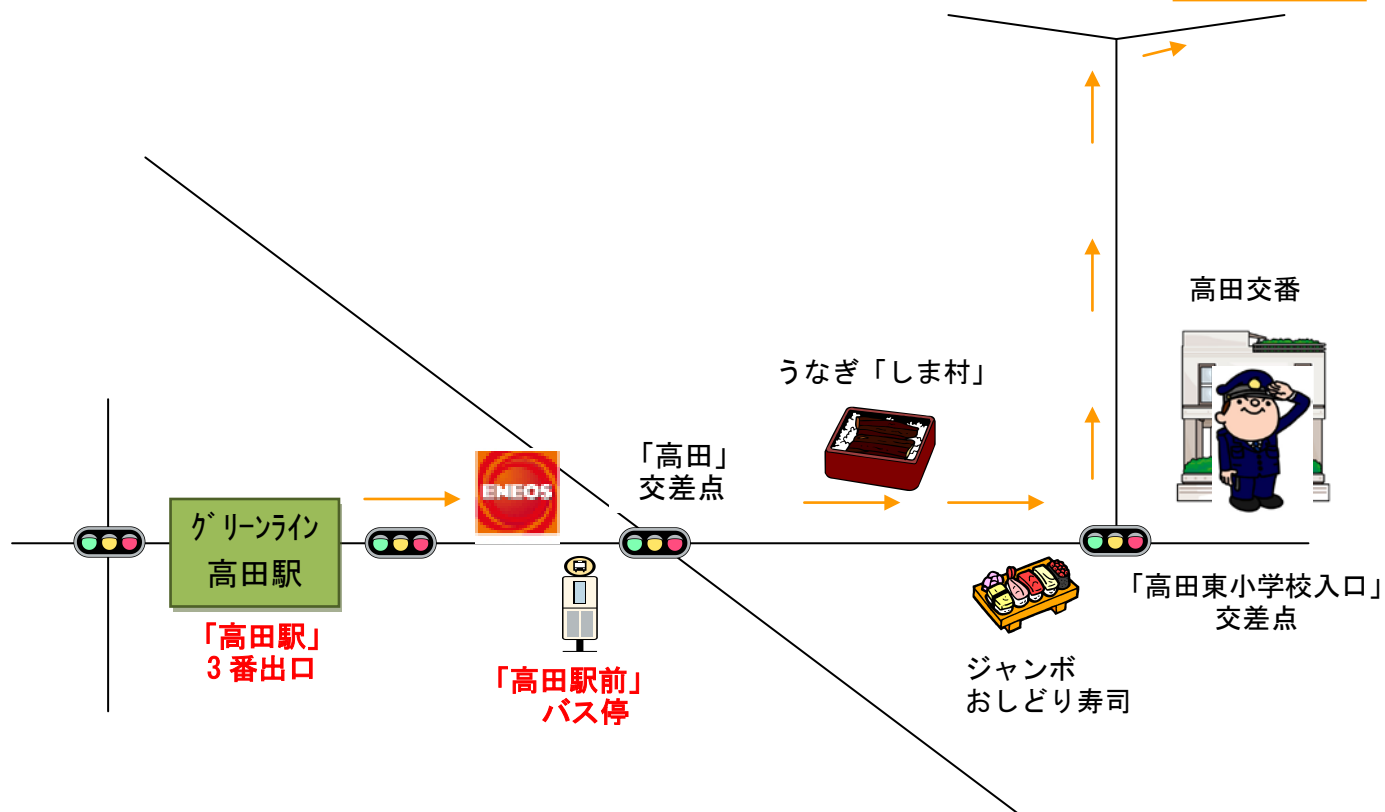 高田交番
うなぎ「しま村」
「高田」
交差点
ENEOS
グリーンライン
高田駅
「高田駅」
3番出口
「高田駅前」
バス停
「高田東小学校入口」
交差点
ジャンボ
おしどり寿司